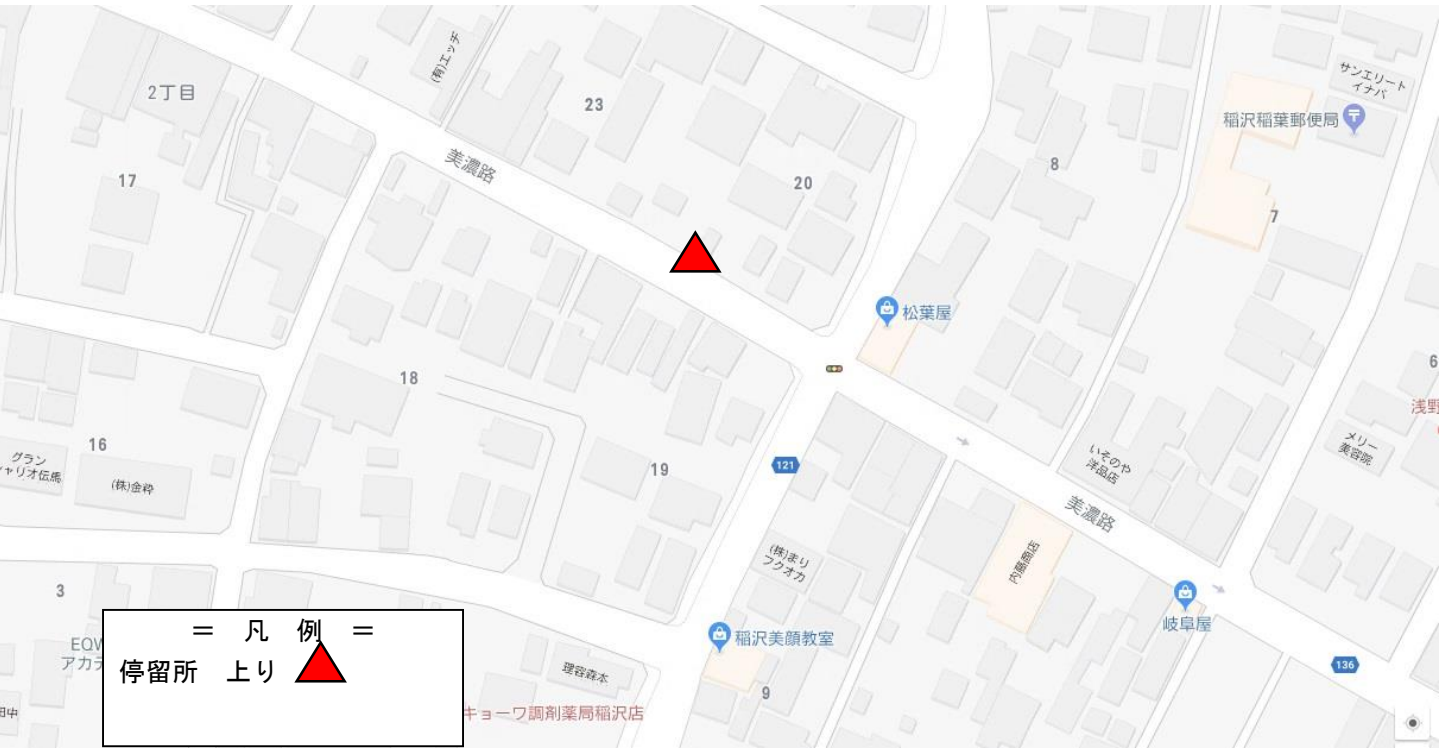 サンエリート
イナバ
(有)エッヂ
2丁目
23
稲沢稲葉郵便局
美濃路
8
17
20
7
松葉屋
6
18
浅野
16
グラン
シャリオ伝馬
(株)金粋
19
121
いそのや
洋品店
メリー
美容院
美濃路
(株)まり
フクオカ
内藤商店
3
= 凡 例 =
停留所 上り
岐阜屋
稲沢美顔教室
136
理容森本
9
田中
キョーワ調剤薬局稲沢店